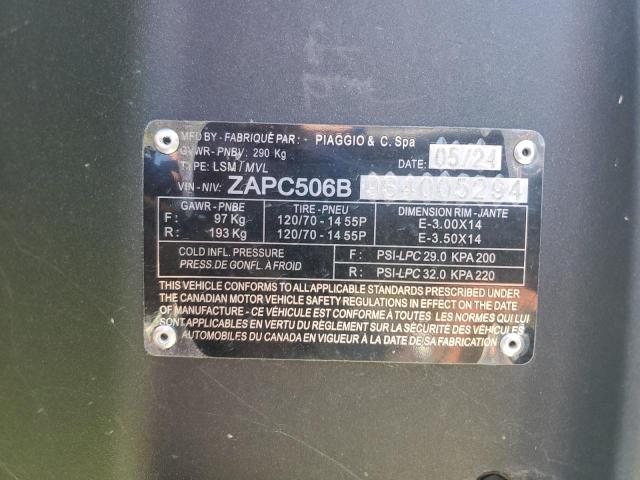 MFD BY - FABRIQUÉ PAR : - PIAGGIO & C. Spa
GVWR - PNBV: 290 Kg
TYPE: LSM / MVL DATE: 05/24
VIN - NIV: ZAPC506B
GAWR - PNBE TIRE - PNEU DIMENSION RIM - JANTE
F: 97 Kg 120/70 - 14 55P E-3.00X14
R: 193 Kg 120/70 - 14 55P E-3.50X14
COLD INFL. PRESSURE F: PSI-LPC 29.0 KPA 200
PRESS. DE GONFL. À FROID R: PSI-LPC 32.0 KPA 220
THIS VEHICLE CONFORMS TO ALL APPLICABLE STANDARDS PRESCRIBED UNDER
THE CANADIAN MOTOR VEHICLE SAFETY REGULATIONS IN EFFECT ON THE DATE
OF MANUFACTURE - CE VÉHICULE EST CONFORME À TOUTES LES NORMES QUI LUI
SONT APPLICABLES EN VERTU DU RÈGLEMENT SUR LA SÉCURITÉ DES VÉHICULES
AUTOMOBILES DU CANADA EN VIGUEUR À LA DATE DE SA FABRICATION